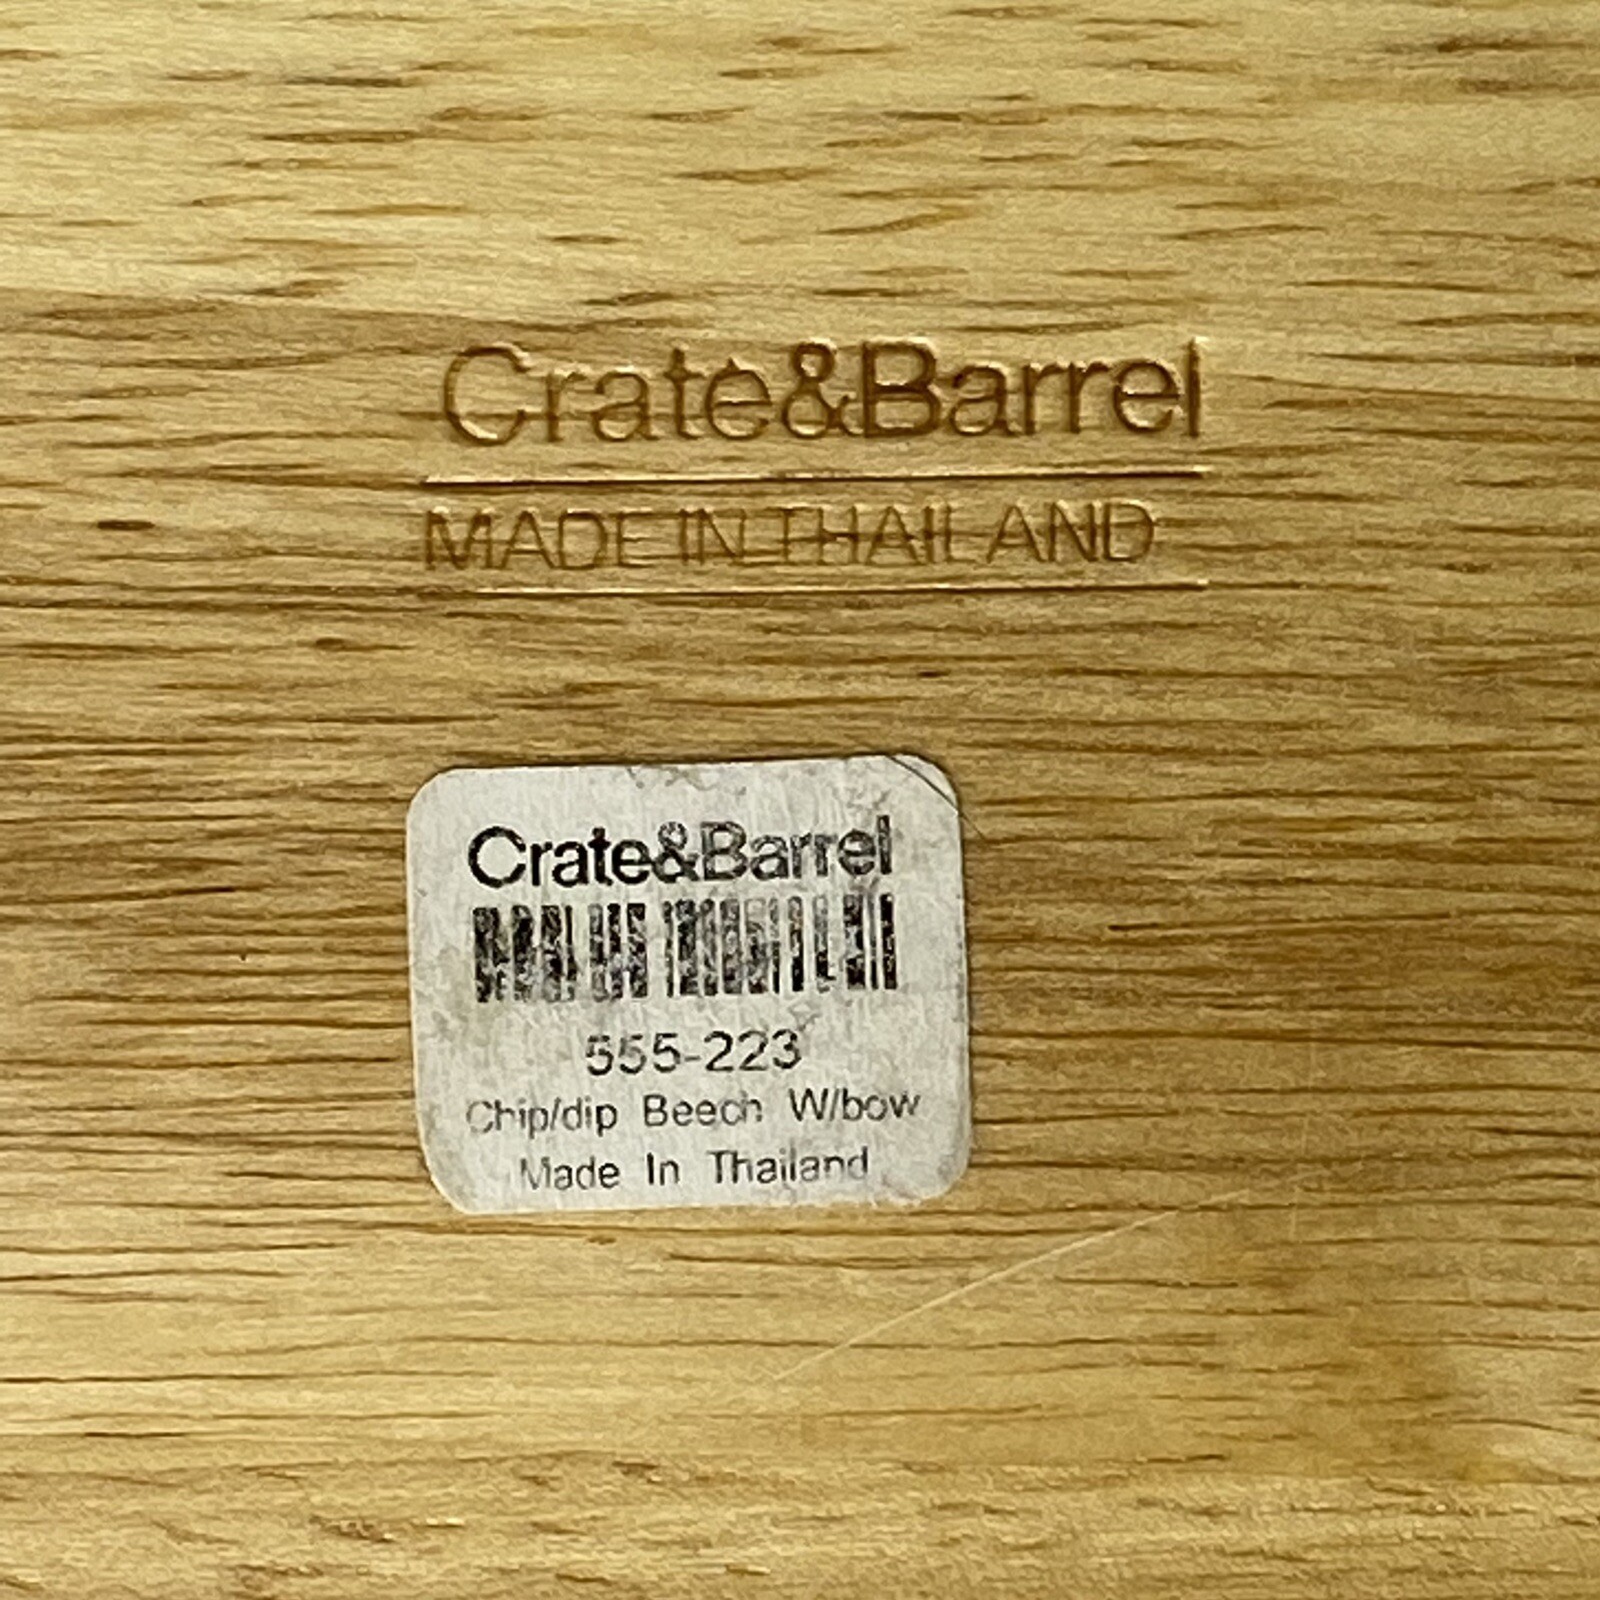 Crate&Barrel
MADE IN THAILAND
Crate&Barrel
555-223
Chip/dip Beech W/bow
Made In Thailand